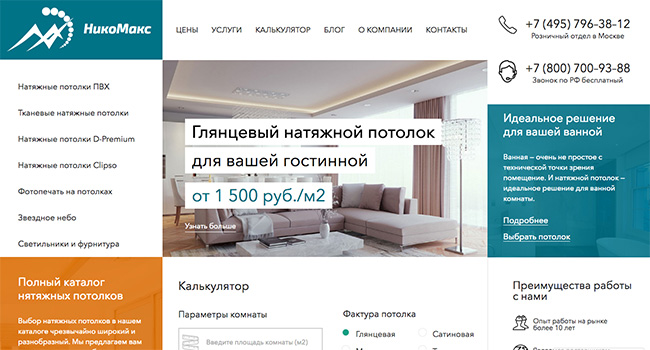 НикоМакс
ЦЕНЫ УСЛУГИ КАЛЬКУЛЯТОР БЛОГ О КОМПАНИИ КОНТАКТЫ
+7 (495) 796-38-12
Розничный отдел в Москве
+7 (800) 700-93-88
Звонок по РФ бесплатный
Натяжные потолки ПВХ
Тканевые натяжные потолки
Натяжные потолки D-Premium
Натяжные потолки Clipso
Фотопечать на потолках
Звездное небо
Светильники и фурнитура
Глянцевый натяжной потолок
для вашей гостинной
от 1 500 руб./м2
Узнать больше
Идеальное решение
для вашей ванной
Ванная – очень не простое с
технической точки зрения
помещение. И натяжной потолок –
идеальное решение для ванной
комнаты.
Подробнее
Выбрать потолок
Полный каталог
нятяжных потолков
Выбор натяжных потолков в нашем
каталоге чрезвычайно широкий и
разнообразный. Мы предлагаем вам
Калькулятор
Параметры комнаты
Введите площадь комнаты (м2)
Фактура потолка
Глянцевая Сатиновая
Преимущества работы
с нами
Опыт работы на рынке
более 10 лет